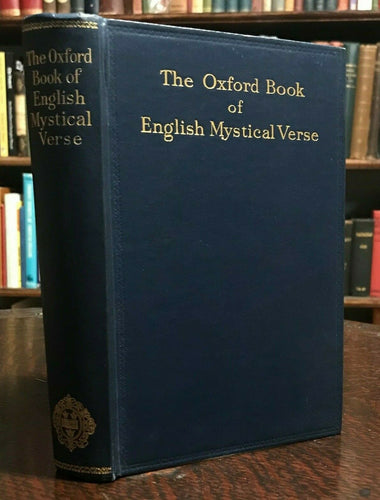 The Oxford
Book of
English
Mystical
Verse
The Oxford Book
of
English Mystical Verse